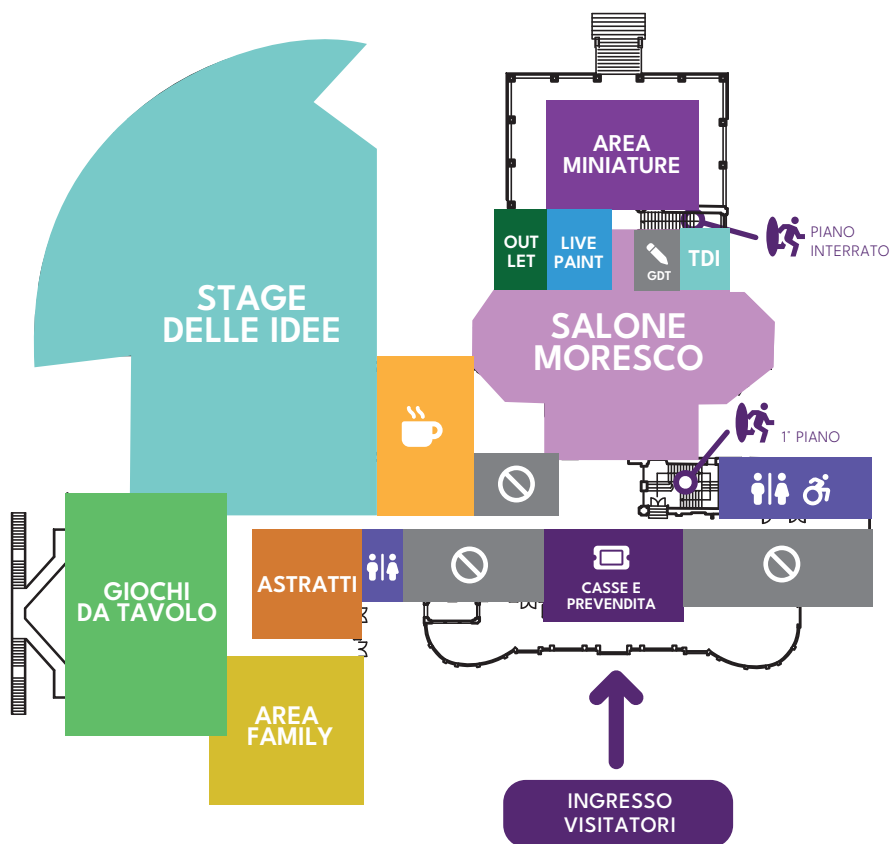 AREA
MINIATURE
PIANO
INTERRATO
OUT
LET
LIVE
PAINT
GDT
TDI
STAGE
DELLE IDEE
SALONE
MORESCO
1° PIANO
GIOCHI
DA TAVOLO
ASTRATTI
CASSE E
PREVENDITA
AREA
FAMILY
INGRESSO
VISITATORI